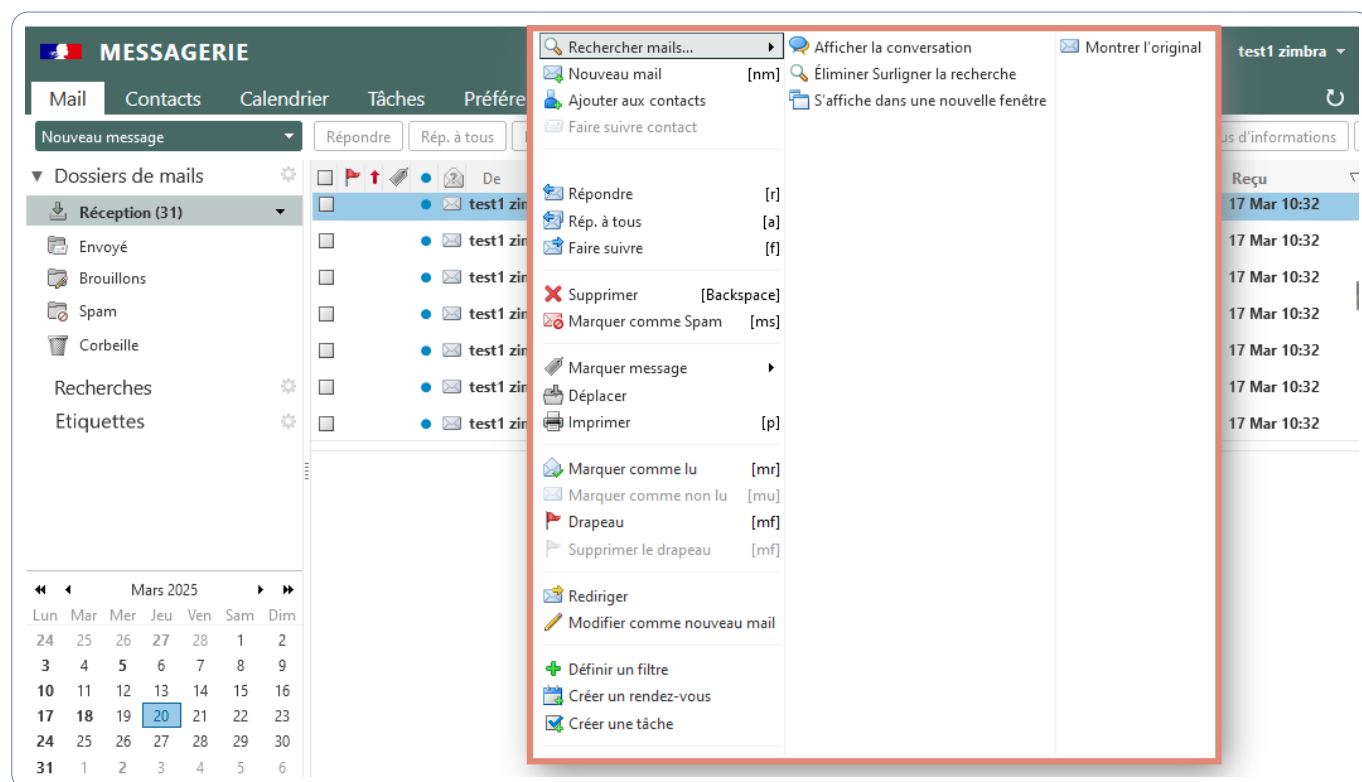 MESSAGERIE
test1 zimbra
Mail Contacts Calendrier Tâches Préfére
Nouveau message
Répondre Rép. à tous
us d'informations
Dossiers de mails
Réception (31)
Envoyé
Brouillons
Spam
Corbeille
Recherches
Etiquettes
De
Reçu
test1 zin 17 Mar 10:32
test1 zin 17 Mar 10:32
test1 zin 17 Mar 10:32
test1 zin 17 Mar 10:32
test1 zin 17 Mar 10:32
test1 zin 17 Mar 10:32
test1 zin 17 Mar 10:32
Rechercher mails...
Nouveau mail [nm]
Ajouter aux contacts
Faire suivre contact
Répondre [r]
Rép. à tous [a]
Faire suivre [f]
Supprimer [Backspace]
Marquer comme Spam [ms]
Marquer message
Déplacer
Imprimer [p]
Marquer comme lu [mr]
Marquer comme non lu [mu]
Drapeau [mf]
Supprimer le drapeau [mf]
Rediriger
Modifier comme nouveau mail
Définir un filtre
Créer un rendez-vous
Créer une tâche
Afficher la conversation
Éliminer Surligner la recherche
S'affiche dans une nouvelle fenêtre
Montrer l'original
Mars 2025
Lun Mar Mer Jeu Ven Sam Dim
24 25 26 27 28 1 2
3 4 5 6 7 8 9
10 11 12 13 14 15 16
17 18 19 20 21 22 23
24 25 26 27 28 29 30
31 1 2 3 4 5 6